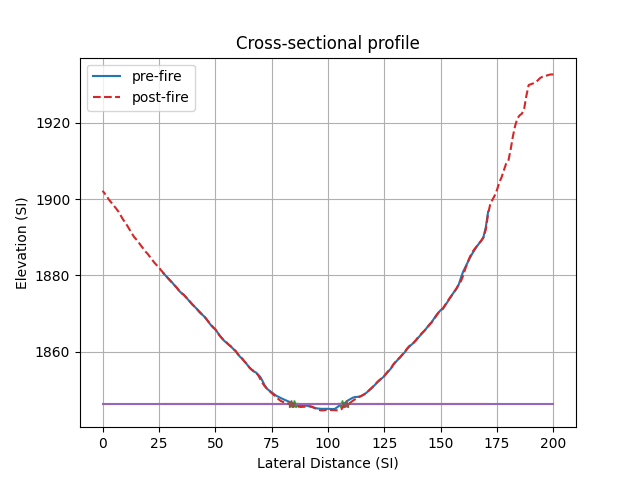 Cross-sectional profile
pre-fire
post-fire
Elevation (SI)
1920
1900
1880
1860
0 25 50 75 100 125 150 175 200
Lateral Distance (SI)